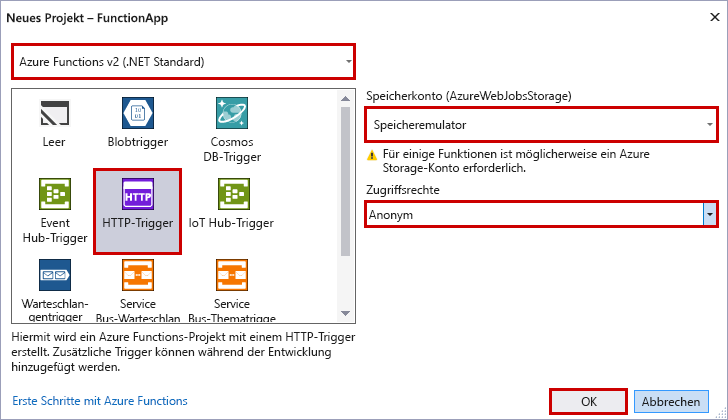 Neues Projekt – FunctionApp
Azure Functions v2 (.NET Standard)
Leer
Blobtrigger
Cosmos
DB-Trigger
Event
Hub-Trigger
HTTP
HTTP-Trigger
IoT Hub-Trigger
Warteschlan-
gentrigger
Service
Bus-Warteschlan
Service
Bus-Thematrigge
Speicherkonto (AzureWebJobsStorage)
Speicheremulator
Für einige Funktionen ist möglicherweise ein Azure
Storage-Konto erforderlich.
Zugriffsrechte
Anonym
Hiermit wird ein Azure Functions-Projekt mit einem HTTP-Trigger
erstellt. Zusätzliche Trigger können während der Entwicklung
hinzugefügt werden.
Erste Schritte mit Azure Functions
OK
Abbrechen